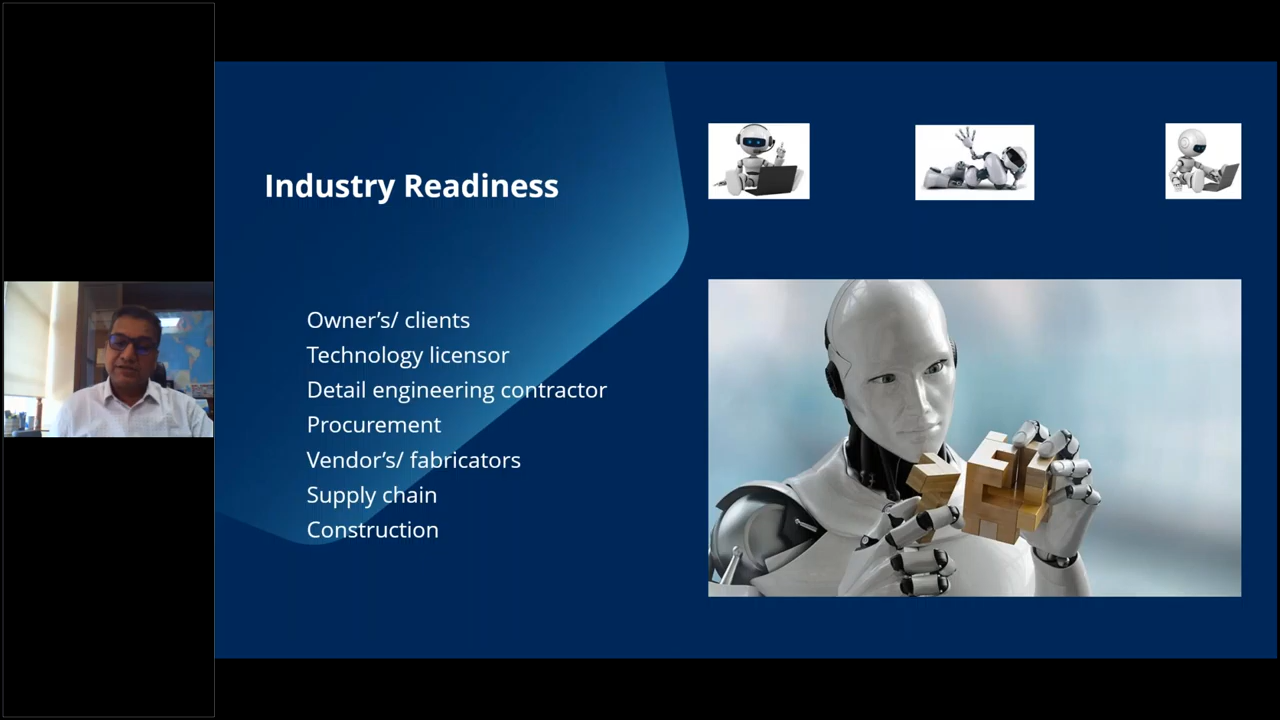 Industry Readiness
Owner’s/ clients
Technology licensor
Detail engineering contractor
Procurement
Vendor’s/ fabricators
Supply chain
Construction